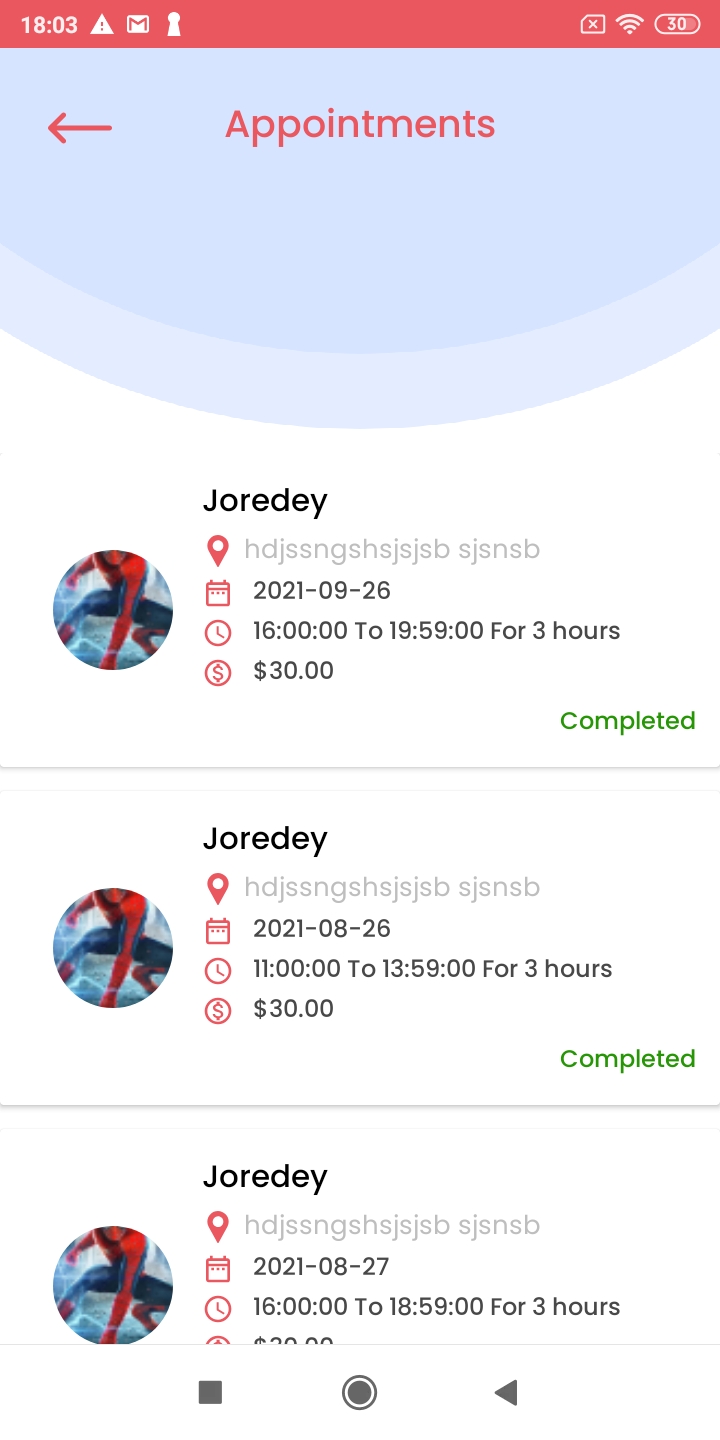 18:03
30
Appointments
Joredey
hdjssngshsjsjsb sjsnsb
2021-09-26
16:00:00 To 19:59:00 For 3 hours
$30.00
Completed
Joredey
hdjssngshsjsjsb sjsnsb
2021-08-26
11:00:00 To 13:59:00 For 3 hours
$30.00
Completed
Joredey
hdjssngshsjsjsb sjsnsb
2021-08-27
16:00:00 To 18:59:00 For 3 hours